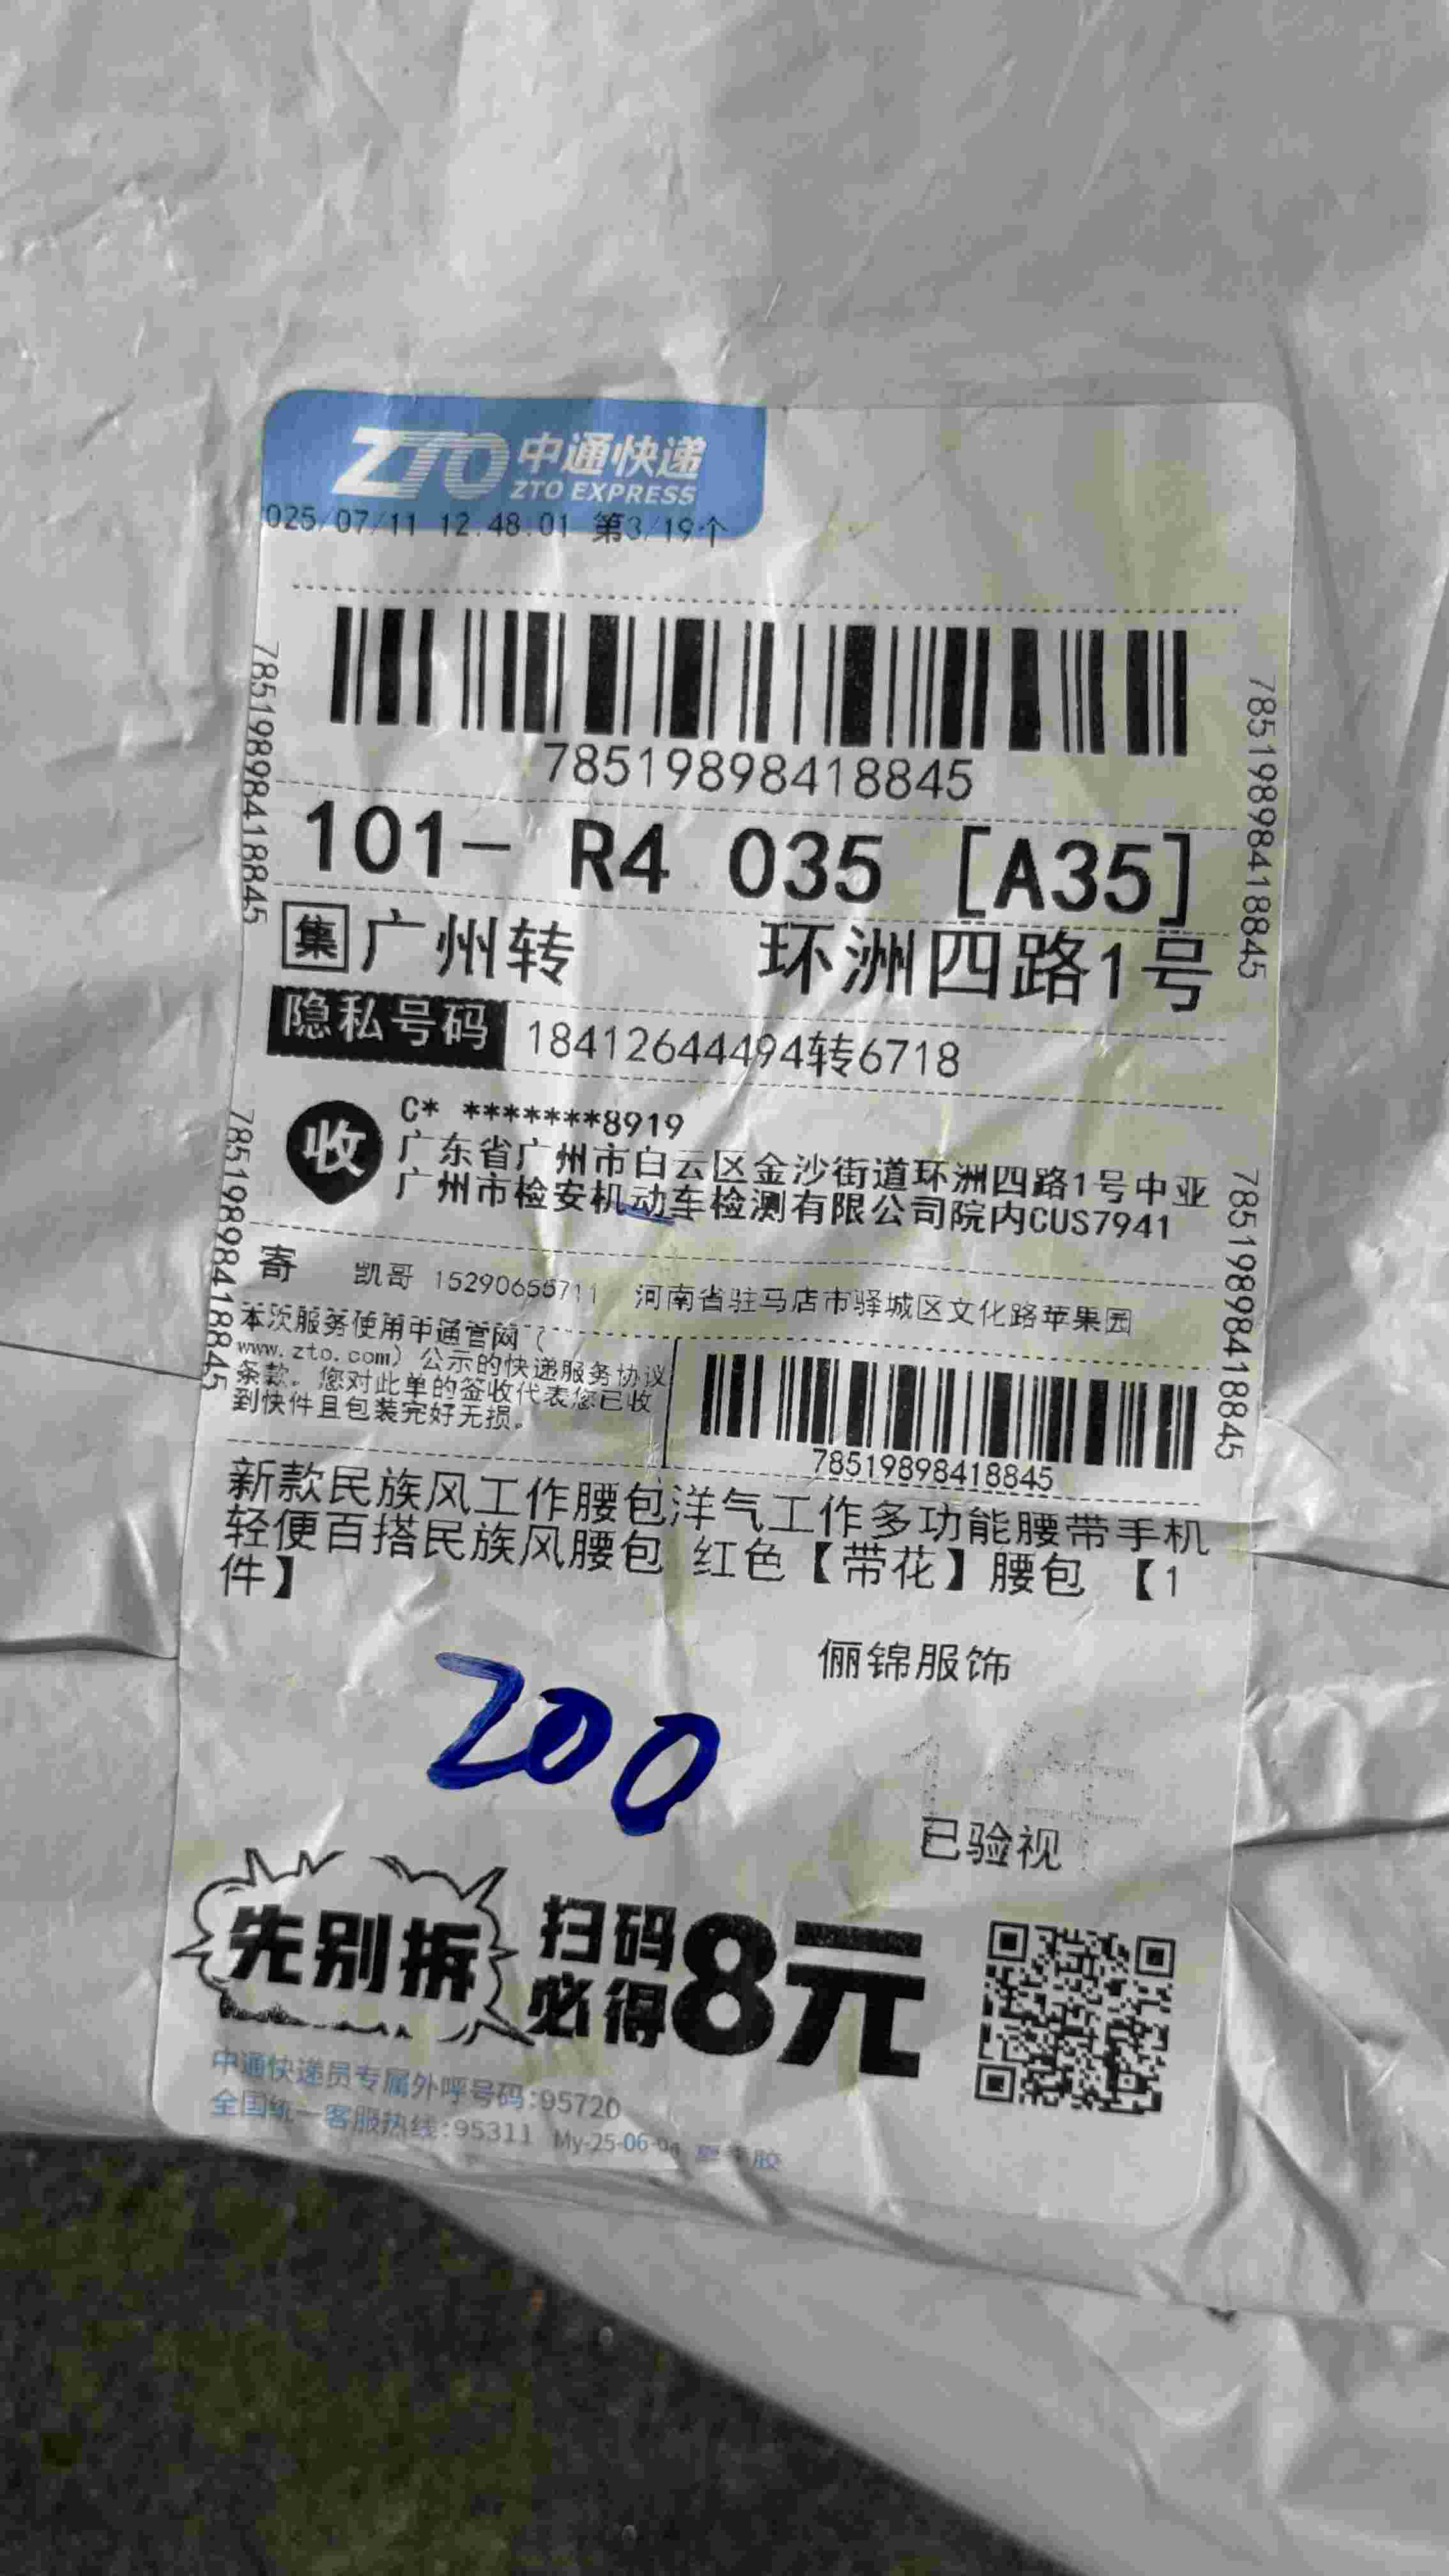 ZTO 中通快递
ZTO EXPRESS
025/07/11 12.48.01 第3/19个
78519898418845
78519898418845
78519898418845
101- R4 035 [A35]
集 广州转 环洲四路1号
隐私号码 18412644494转6718
收 C* *******8919
广东省广州市白云区金沙街道环洲四路1号中亚
广州市检安机动车检测有限公司院内CUS7941
78519898418845
78519898418845
寄 凯哥 15290655711 河南省驻马店市驿城区文化路苹果园
本次服务使用中通官网（
www.zto.com）公示的快递服务协议
条款。您对此单的签收代表您已收
到快件且包装完好无损。
78519898418845
新款民族风工作腰包洋气工作多功能腰带手机
轻便百搭民族风腰包 红色【带花】腰包 【1
件】
俪锦服饰
200
1件
已验视
先别拆 扫码必得8元
中通快递员专属外呼号码:95720
全国统一客服热线:95311 My-25-06